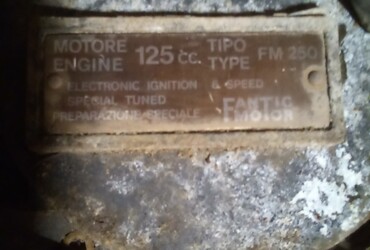 MOTORE ENGINE 125 cc. TIPO TYPE FM 250
ELECTRONIC IGNITION 6 SPEED
SPECIAL TUNED
PREPARAZIONE SPECIALE
FANTIC MOTOR